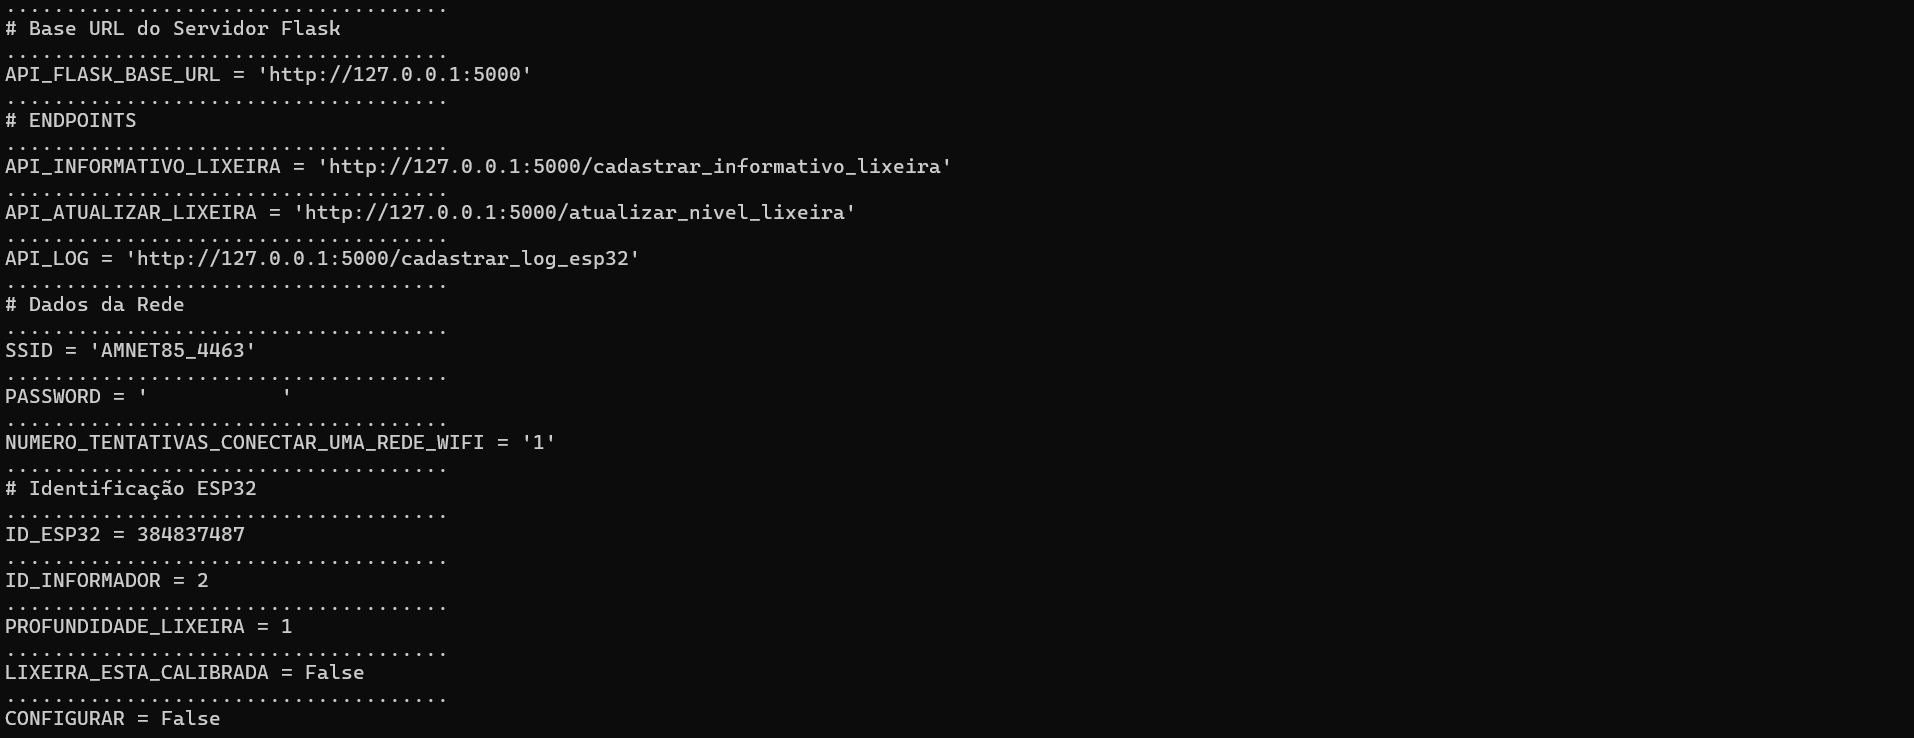 .....................................
# Base URL do Servidor Flask
.....................................
API_FLASK_BASE_URL = 'http://127.0.0.1:5000'
.....................................
# ENDPOINTS
.....................................
API_INFORMATIVO_LIXEIRA = 'http://127.0.0.1:5000/cadastrar_informativo_lixeira'
.....................................
API_ATUALIZAR_LIXEIRA = 'http://127.0.0.1:5000/atualizar_nivel_lixeira'
.....................................
API_LOG = 'http://127.0.0.1:5000/cadastrar_log_esp32'
.....................................
# Dados da Rede
.....................................
SSID = 'AMNET85_4463'
.....................................
PASSWORD = '           '
.....................................
NUMERO_TENTATIVAS_CONECTAR_UMA_REDE_WIFI = '1'
.....................................
# Identificação ESP32
.....................................
ID_ESP32 = 384837487
.....................................
ID_INFORMADOR = 2
.....................................
PROFUNDIDADE_LIXEIRA = 1
.....................................
LIXEIRA_ESTA_CALIBRADA = False
.....................................
CONFIGURAR = False